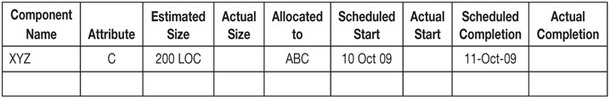 Component Name | Attribute | Estimated Size | Actual Size | Allocated to | Scheduled Start | Actual Start | Scheduled Completion | Actual Completion
XYZ | C | 200 LOC | | ABC | 10 Oct 09 | | 11-Oct-09 |